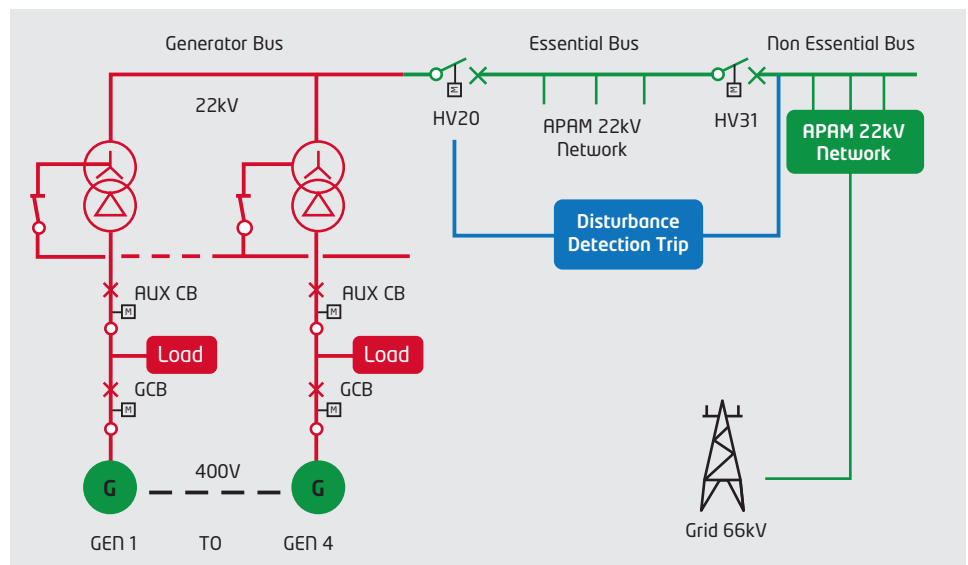 Generator Bus
Essential Bus
Non Essential Bus
22kV
HV20
M
APAM 22kV
Network
HV31
M
APAM 22kV
Network
Disturbance
Detection Trip
AUX CB
M
AUX CB
M
Load
Load
GCB
M
GCB
M
400V
G
G
GEN 1
TO
GEN 4
Grid 66kV